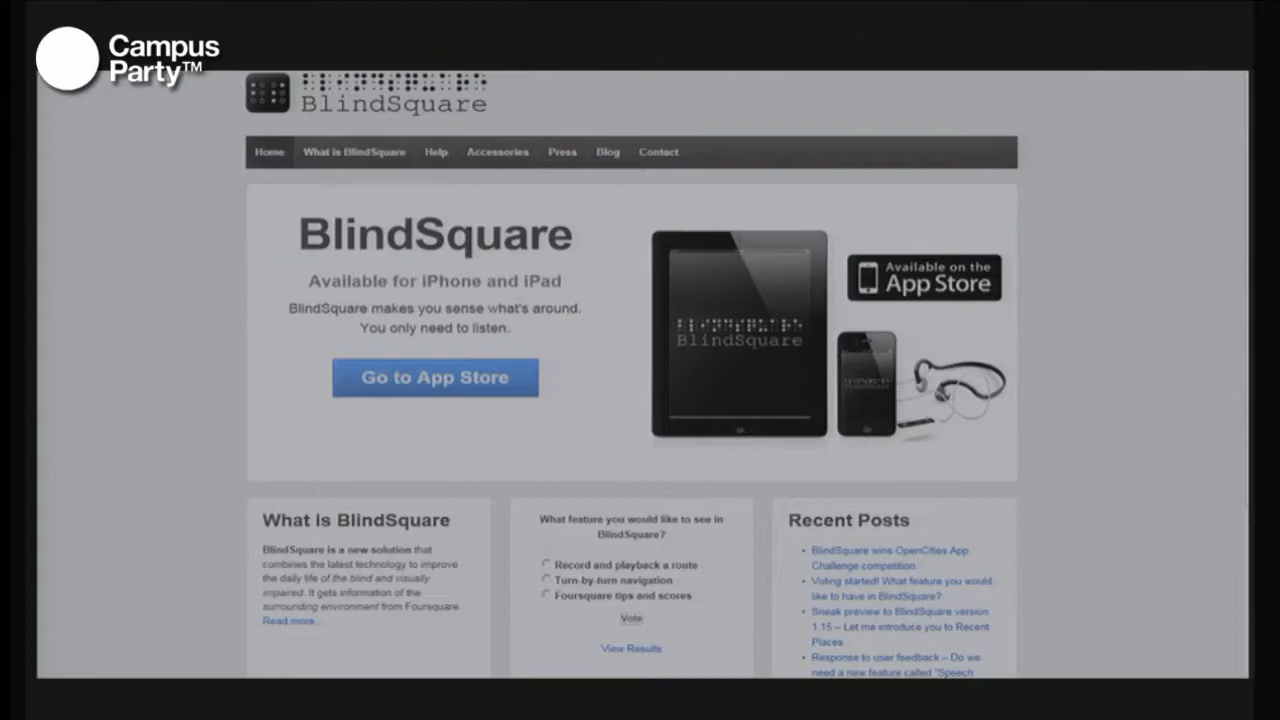 Campus
Party™
BlindSquare
Home What is BlindSquare Help Accessories Press Blog Contact
BlindSquare
Available for iPhone and iPad
BlindSquare makes you sense what's around.
You only need to listen.
Go to App Store
Available on the
App Store
BlindSquare
What is BlindSquare
BlindSquare is a new solution that
combines the latest technology to improve
the daily life of the blind and visually
impaired. It gets information of the
surrounding environment from Foursquare
Read more..
What feature you would like to see in
BlindSquare?
Record and playback a route
Turn-by-turn navigation
Foursquare tips and scores
Vote
View Results
Recent Posts
BlindSquare wins OpenCities App
Challenge competition
Voting started! What feature you would
like to have in BlindSquare?
Sneak preview to BlindSquare version
1.15 – Let me introduce you to Recent
Places
Response to user feedback – Do we
need a new feature called "Speech